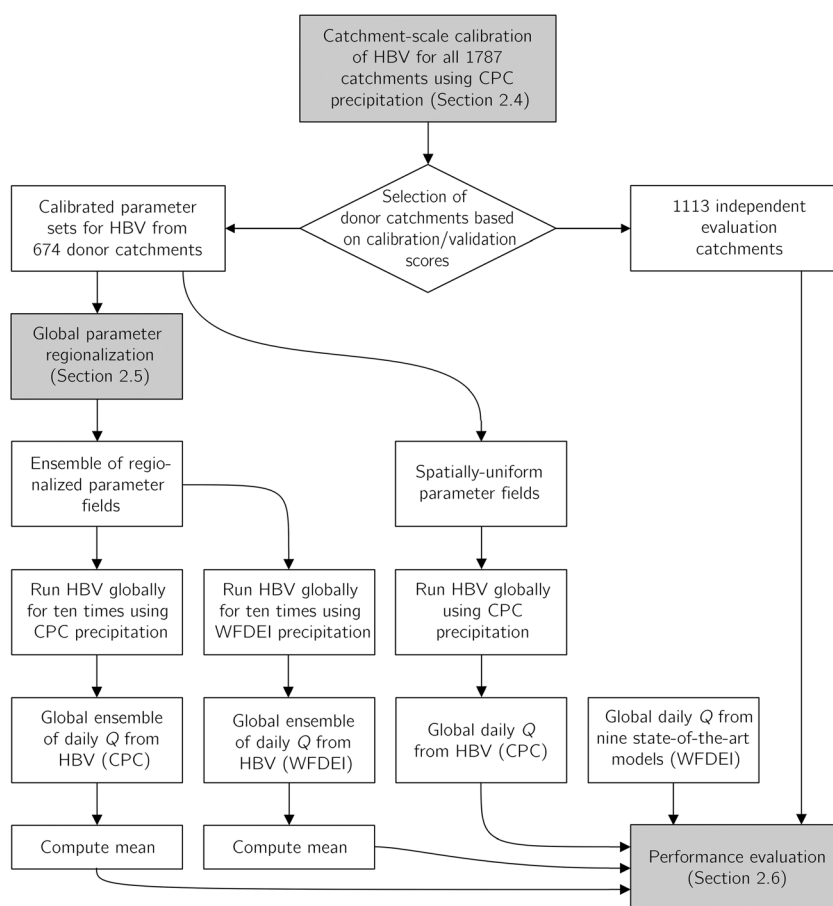 Catchment-scale calibration
of HBV for all 1787
catchments using CPC
precipitation (Section 2.4)
Selection of
donor catchments based
on calibration/validation
scores
Calibrated parameter
sets for HBV from
674 donor catchments
1113 independent
evaluation
catchments
Global parameter
regionalization
(Section 2.5)
Ensemble of regio-
nalized parameter
fields
Spatially-uniform
parameter fields
Run HBV globally
for ten times using
CPC precipitation
Run HBV globally
for ten times using
WFDEI precipitation
Run HBV globally
using CPC
precipitation
Global ensemble
of daily Q from
HBV (CPC)
Global ensemble
of daily Q from
HBV (WFDEI)
Global daily Q
from HBV (CPC)
Global daily Q from
nine state-of-the-art
models (WFDEI)
Compute mean
Compute mean
Performance evaluation
(Section 2.6)